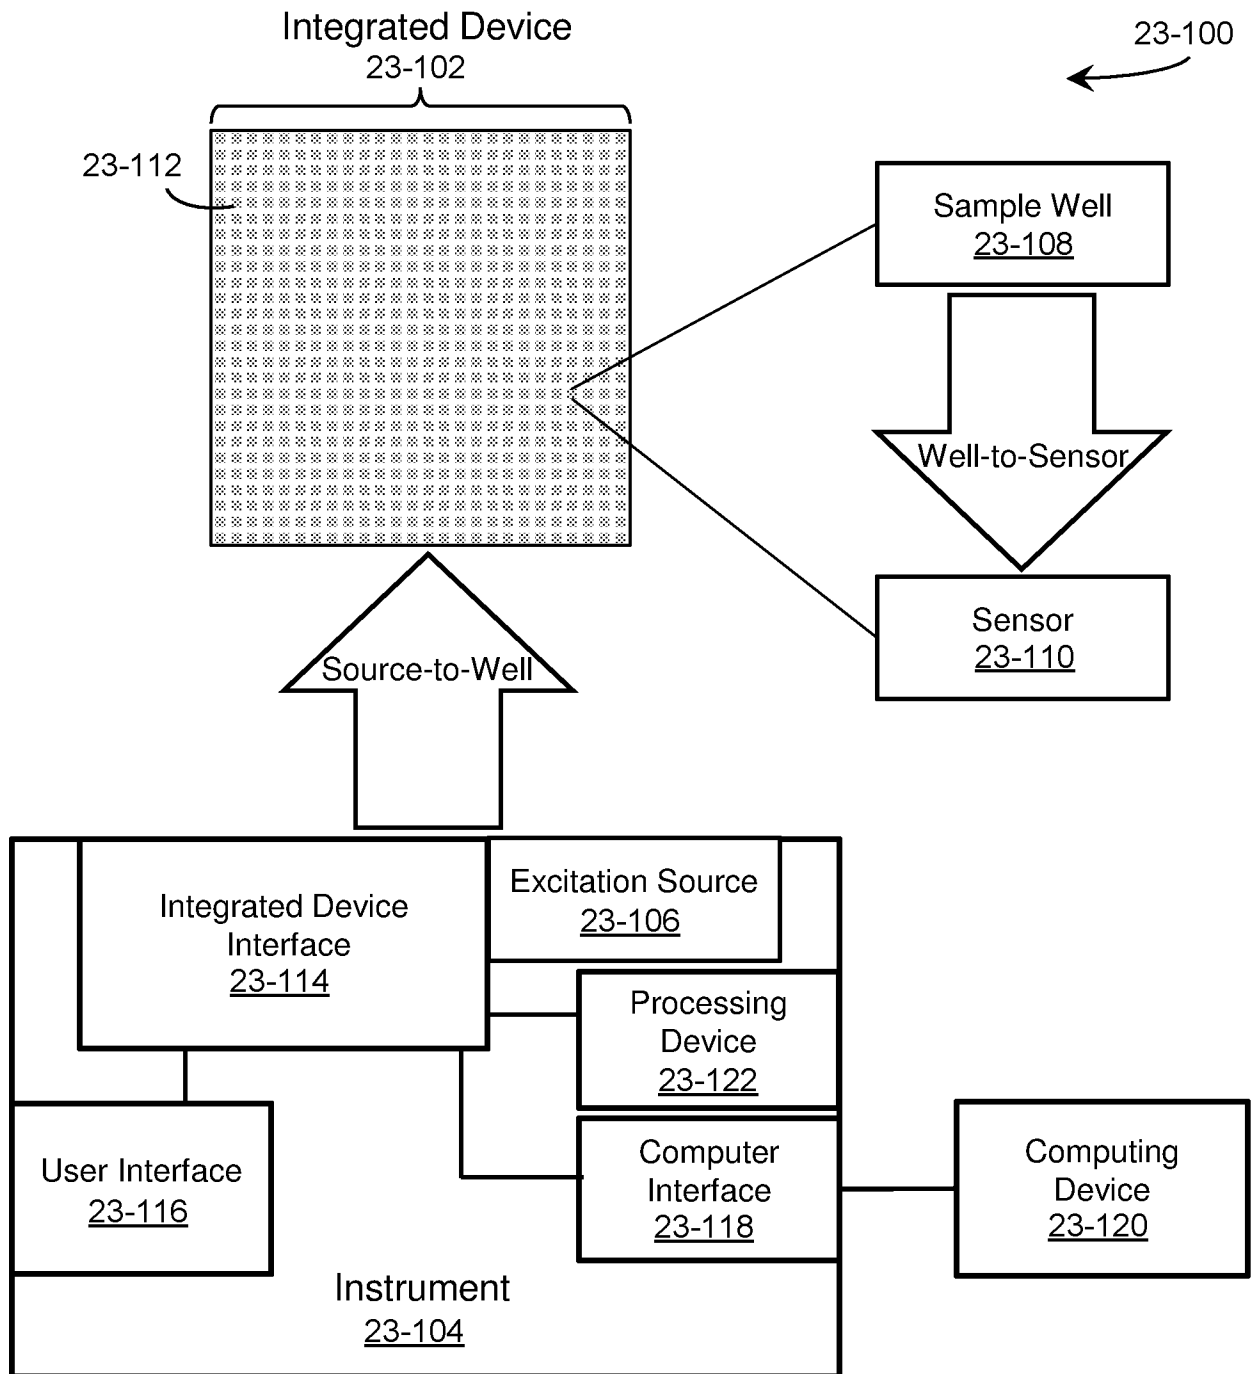 Integrated Device
23-102
23-100
23-112
Sample Well
23-108
Well-to-Sensor
Sensor
23-110
Source-to-Well
Integrated Device
Interface
23-114
Excitation Source
23-106
Processing
Device
23-122
User Interface
23-116
Computer
Interface
23-118
Computing
Device
23-120
Instrument
23-104